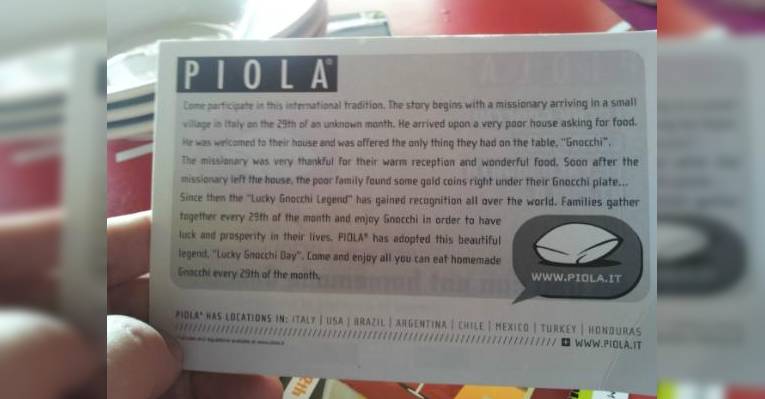 PIOLA®
Come participate in this international tradition. The story begins with a missionary arriving in a small
village in Italy on the 29th of an unknown month. He arrived upon a very poor house asking for food.
He was welcomed to their house and was offered the only thing they had on the table, "Gnocchi".
The missionary was very thankful for their warm reception and wonderful food. Soon after the
missionary left the house, the poor family found some gold coins right under their Gnocchi plate...
Since then the "Lucky Gnocchi Legend" has gained recognition all over the world. Families gather
together every 29th of the month and enjoy Gnocchi in order to have
luck and prosperity in their lives. PIOLA® has adopted this beautiful
legend, "Lucky Gnocchi Day". Come and enjoy all you can eat homemade
Gnocchi every 29th of the month.
WWW.PIOLA.IT
PIOLA® HAS LOCATIONS IN: ITALY | USA | BRAZIL | ARGENTINA | CHILE | MEXICO | TURKEY | HONDURAS
WWW.PIOLA.IT